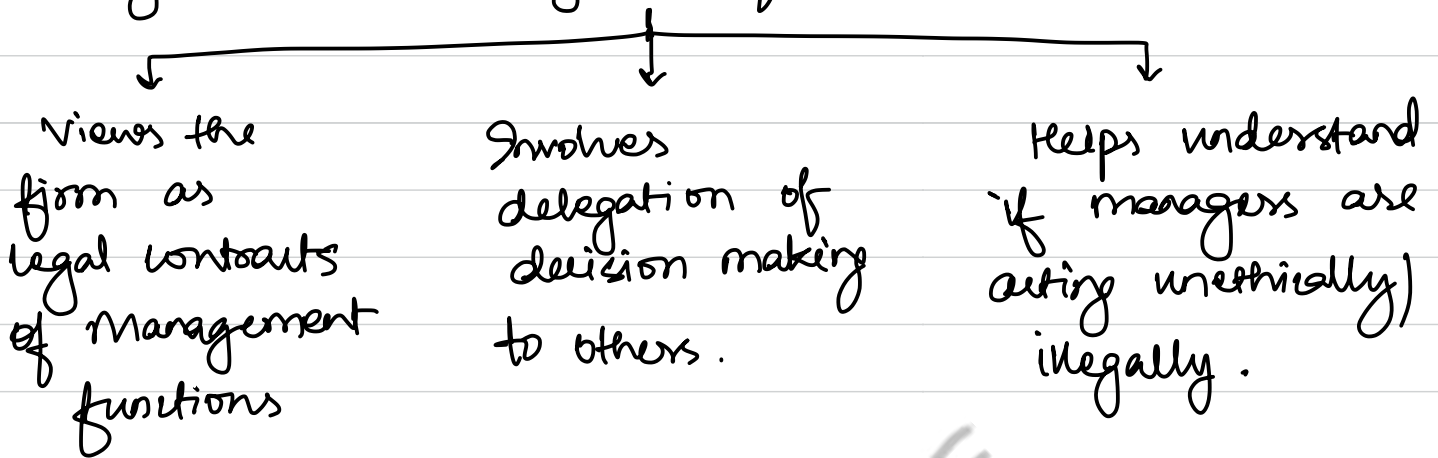 Views the
firm as
legal contracts
of Management
functions
Involves
delegation of
decision making
to others.
Helps understand
if managers are
acting unethically/
illegally.